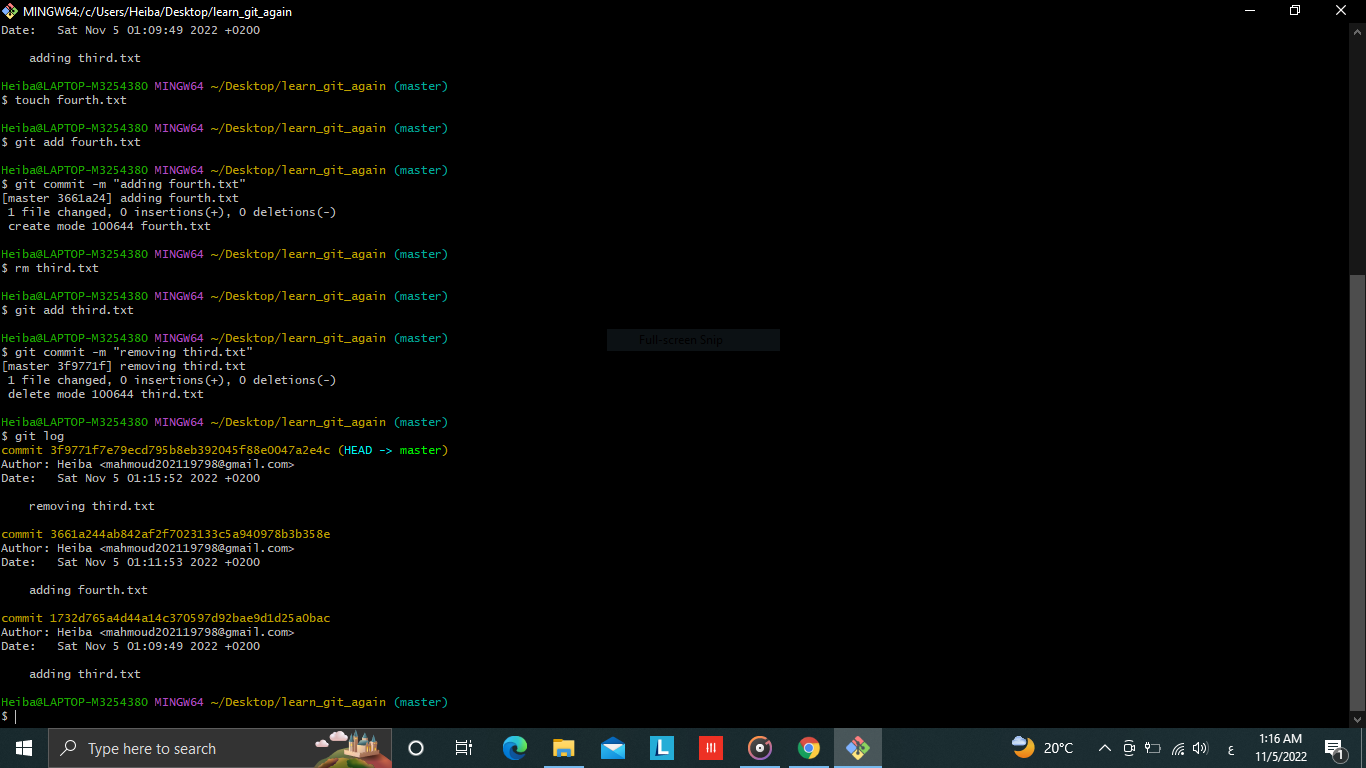 MINGW64:/c/Users/Heiba/Desktop/learn_git_again
Date:   Sat Nov 5 01:09:49 2022 +0200
    adding third.txt
Heiba@LAPTOP-M3254380 MINGW64 ~/Desktop/learn_git_again (master)
$ touch fourth.txt
Heiba@LAPTOP-M3254380 MINGW64 ~/Desktop/learn_git_again (master)
$ git add fourth.txt
Heiba@LAPTOP-M3254380 MINGW64 ~/Desktop/learn_git_again (master)
$ git commit -m "adding fourth.txt"
[master 3661a24] adding fourth.txt
 1 file changed, 0 insertions(+), 0 deletions(-)
 create mode 100644 fourth.txt
Heiba@LAPTOP-M3254380 MINGW64 ~/Desktop/learn_git_again (master)
$ rm third.txt
Heiba@LAPTOP-M3254380 MINGW64 ~/Desktop/learn_git_again (master)
$ git add third.txt
Heiba@LAPTOP-M3254380 MINGW64 ~/Desktop/learn_git_again (master)
Full-screen Snip
$ git commit -m "removing third.txt"
[master 3f9771f] removing third.txt
 1 file changed, 0 insertions(+), 0 deletions(-)
 delete mode 100644 third.txt
Heiba@LAPTOP-M3254380 MINGW64 ~/Desktop/learn_git_again (master)
$ git log
commit 3f9771f7e79ecd795b8eb392045f88e0047a2e4c (HEAD -> master)
Author: Heiba <mahmoud202119798@gmail.com>
Date:   Sat Nov 5 01:15:52 2022 +0200
    removing third.txt
commit 3661a244ab842af2f7023133c5a940978b3b358e
Author: Heiba <mahmoud202119798@gmail.com>
Date:   Sat Nov 5 01:11:53 2022 +0200
    adding fourth.txt
commit 1732d765a4d44a14c370597d92bae9d1d25a0bac
Author: Heiba <mahmoud202119798@gmail.com>
Date:   Sat Nov 5 01:09:49 2022 +0200
    adding third.txt
Heiba@LAPTOP-M3254380 MINGW64 ~/Desktop/learn_git_again (master)
$
Type here to search
L
20°C
ع
1:16 AM
11/5/2022
1